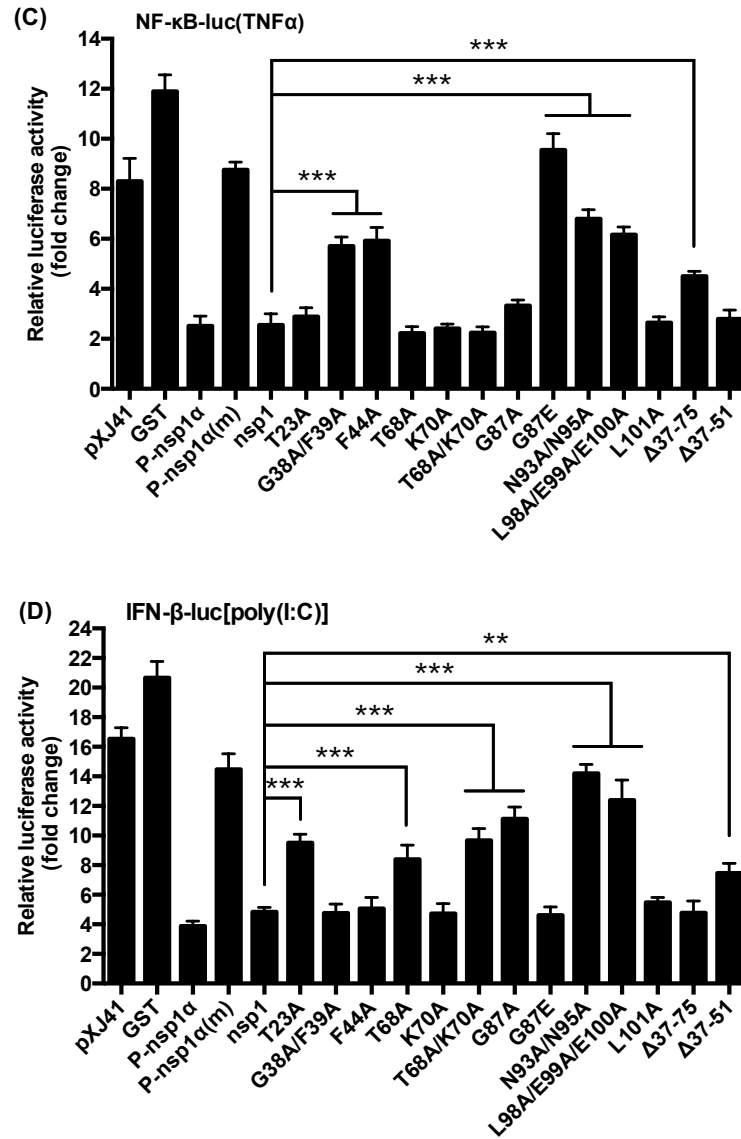 (C)
NF-κB-luc(TNFα)
Relative luciferase activity
(fold change)
14
12
10
8
6
4
2
0
***
***
***
pXJ41
GST
P-nsp1α
P-nsp1α(m)
nsp1
T23A
G38A/F39A
F44A
T68A
K70A
T68A/K70A
G87A
G87E
N93A/N95A
L98A/E99A/E100A
L101A
Δ37-75
Δ37-51
(D)
IFN-β-luc[poly(I:C)]
Relative luciferase activity
(fold change)
24
22
20
18
16
14
12
10
8
6
4
2
0
**
***
***
***
***
pXJ41
GST
P-nsp1α
P-nsp1α(m)
nsp1
T23A
G38A/F39A
F44A
T68A
K70A
T68A/K70A
G87A
G87E
N93A/N95A
L98A/E99A/E100A
L101A
Δ37-75
Δ37-51